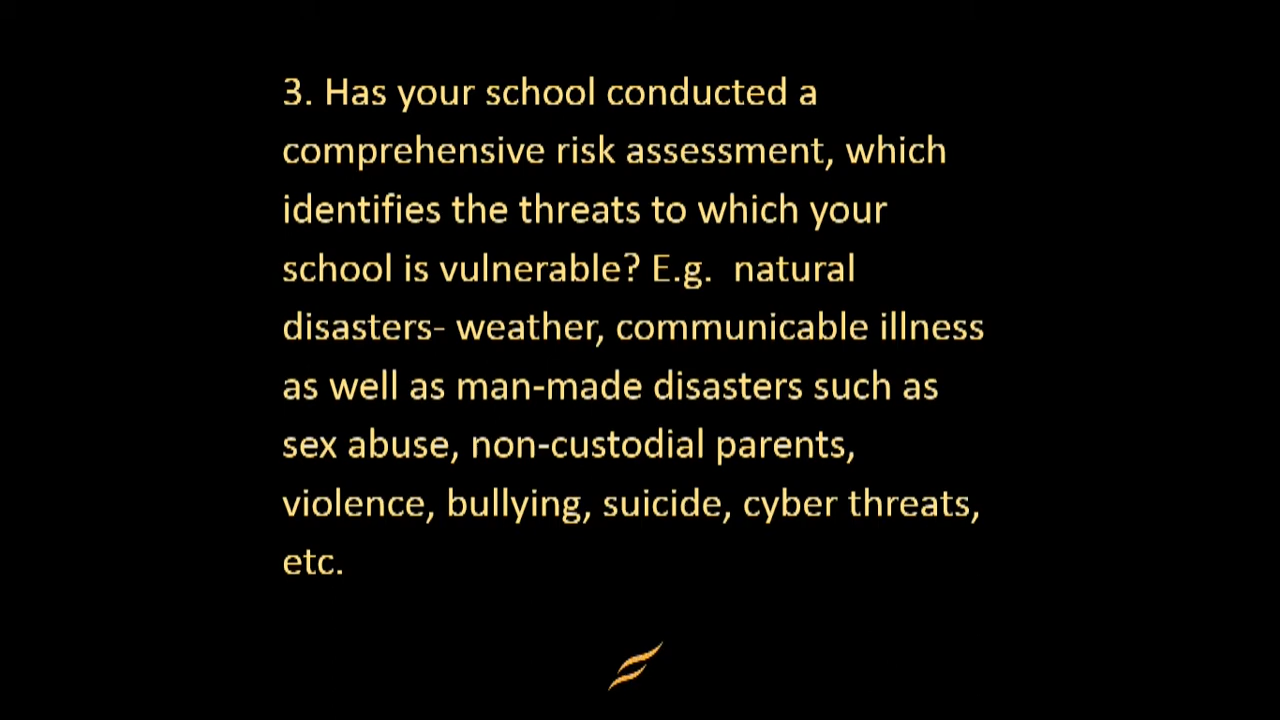 3. Has your school conducted a
comprehensive risk assessment, which
identifies the threats to which your
school is vulnerable? E.g.  natural
disasters- weather, communicable illness
as well as man-made disasters such as
sex abuse, non-custodial parents,
violence, bullying, suicide, cyber threats,
etc.